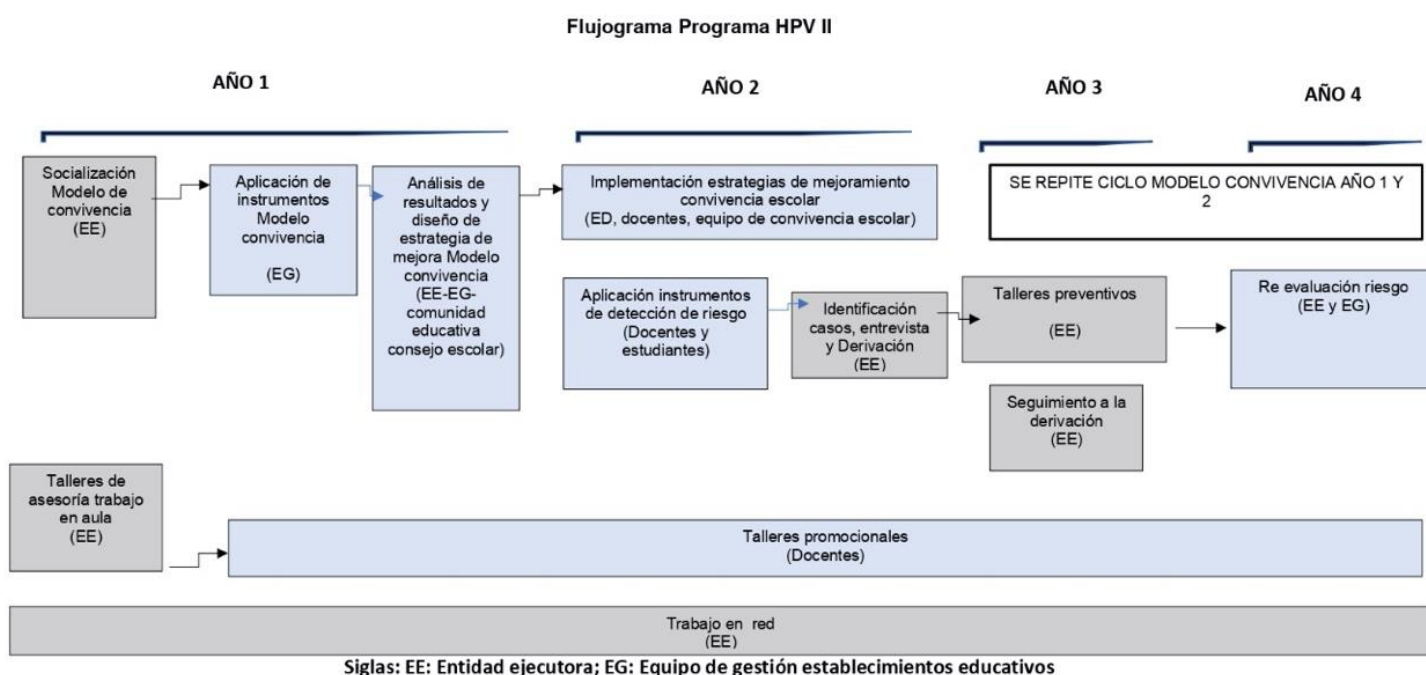 Flujograma Programa HPV II
AÑO 1
AÑO 2
AÑO 3
AÑO 4
Socialización
Modelo de
convivencia
(EE)
Aplicación de
instrumentos
Modelo
convivencia
(EG)
Análisis de
resultados y
diseño de
estrategia de
mejora Modelo
convivencia
(EE-EG-
comunidad
educativa
consejo escolar)
Implementación estrategias de mejoramiento
convivencia escolar
(ED, docentes, equipo de convivencia escolar)
SE REPITE CICLO MODELO CONVIVENCIA AÑO 1 Y
2
Aplicación instrumentos
de detección de riesgo
(Docentes y
estudiantes)
Identificación
casos, entrevista
y Derivación
(EE)
Talleres preventivos
(EE)
Re evaluación riesgo
(EE y EG)
Seguimiento a la
derivación
(EE)
Talleres de
asesoría trabajo
en aula
(EE)
Talleres promocionales
(Docentes)
Trabajo en red
(EE)
Siglas: EE: Entidad ejecutora; EG: Equipo de gestión establecimientos educativos